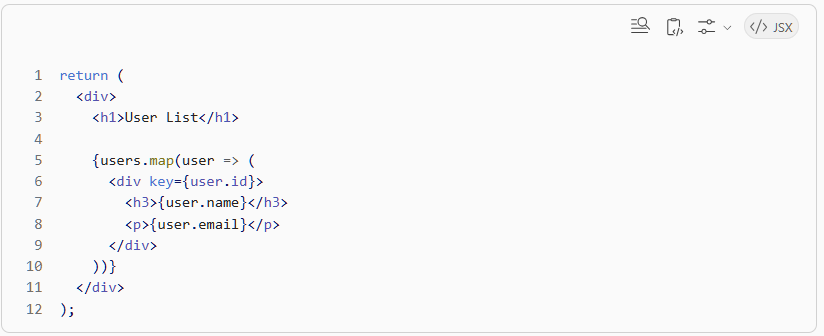 </> JSX
1 return (
2   <div>
3     <h1>User List</h1>
4
5     {users.map(user => (
6       <div key={user.id}>
7         <h3>{user.name}</h3>
8         <p>{user.email}</p>
9       </div>
10     ))}
11   </div>
12 );